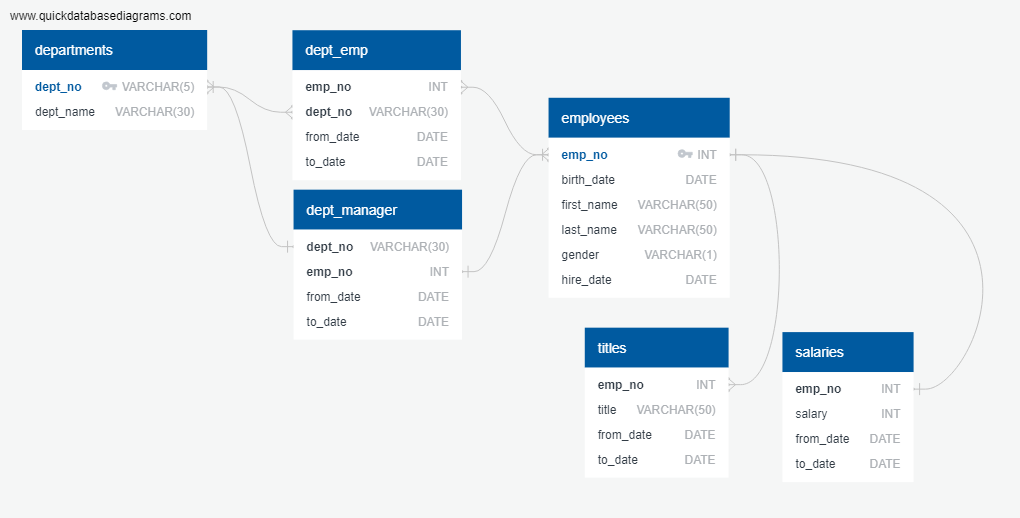 www.quickdatabasediagrams.com
departments
dept_no VARCHAR(5)
dept_name VARCHAR(30)
dept_emp
emp_no INT
dept_no VARCHAR(30)
from_date DATE
to_date DATE
dept_manager
dept_no VARCHAR(30)
emp_no INT
from_date DATE
to_date DATE
employees
emp_no INT
birth_date DATE
first_name VARCHAR(50)
last_name VARCHAR(50)
gender VARCHAR(1)
hire_date DATE
titles
emp_no INT
title VARCHAR(50)
from_date DATE
to_date DATE
salaries
emp_no INT
salary INT
from_date DATE
to_date DATE